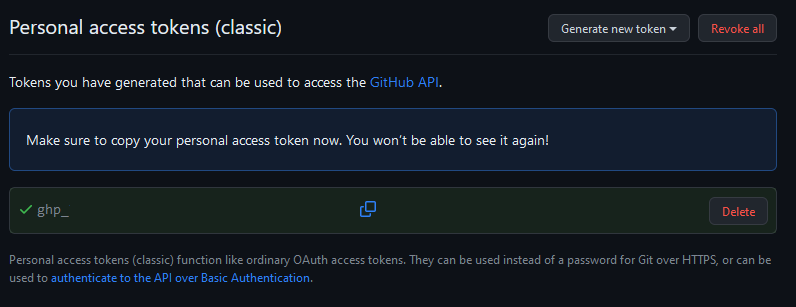 Personal access tokens (classic)
Generate new token
Revoke all
Tokens you have generated that can be used to access the GitHub API.
Make sure to copy your personal access token now. You won't be able to see it again!
ghp_
Delete
Personal access tokens (classic) function like ordinary OAuth access tokens. They can be used instead of a password for Git over HTTPS, or can be
used to authenticate to the API over Basic Authentication.